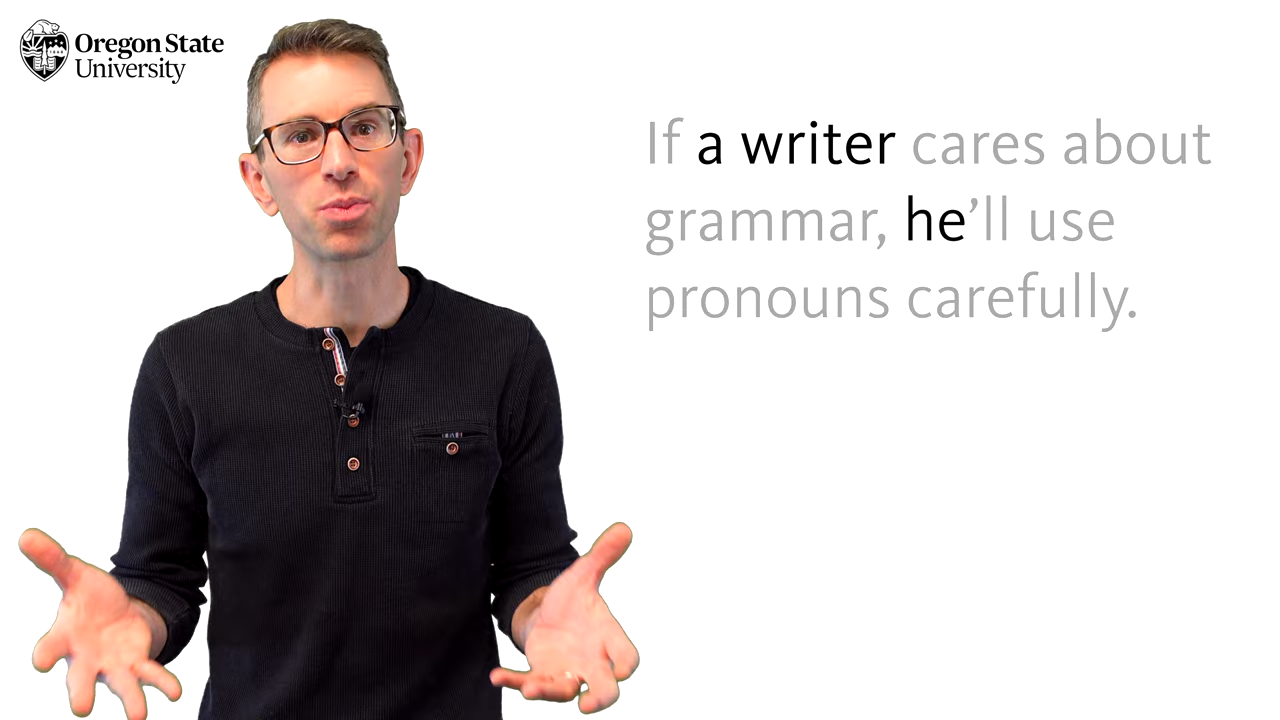 Oregon State
University
If a writer cares about
grammar, he’ll use
pronouns carefully.